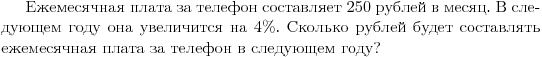 Ежемесячная плата за телефон составляет 250 рублей в месяц. В сле-
дующем году она увеличится на 4%. Сколько рублей будет составлять
ежемесячная плата за телефон в следующем году?